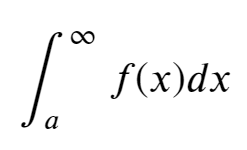 ∫_a^∞ f(x)dx